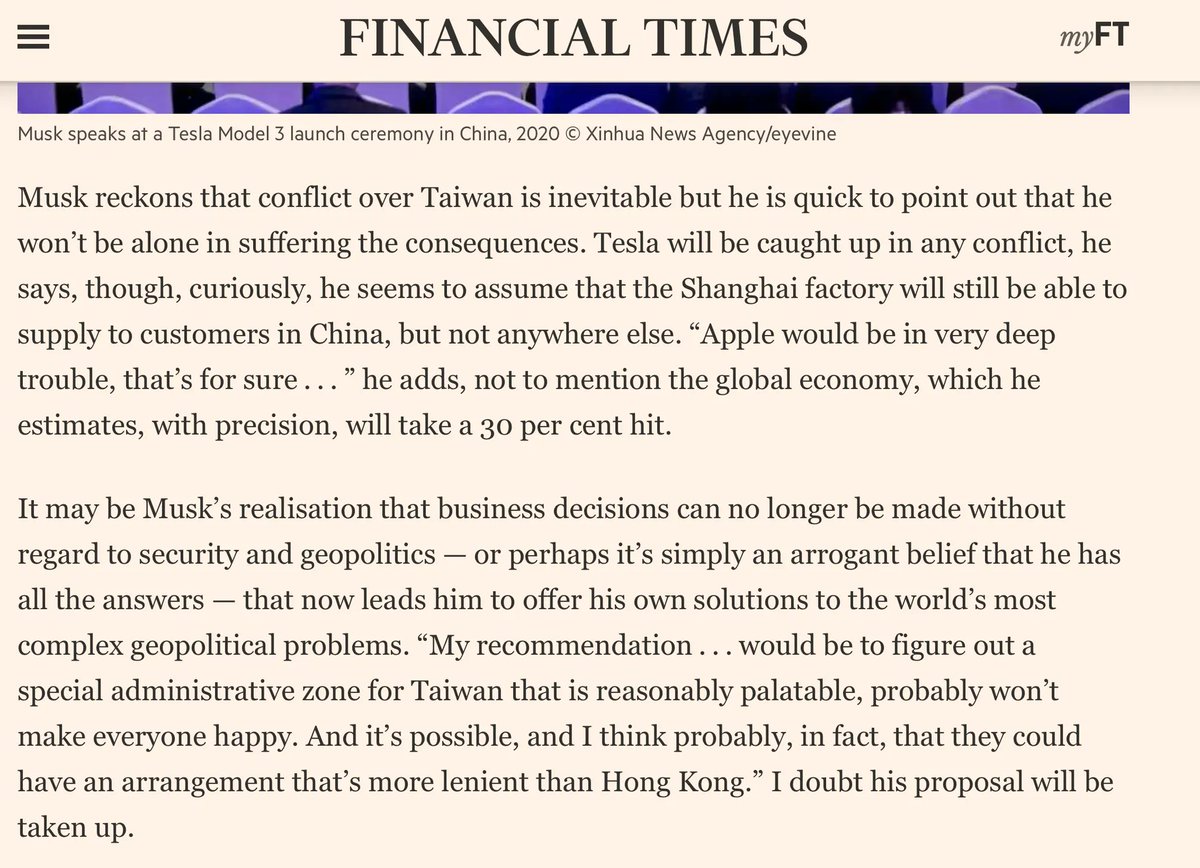 FINANCIAL TIMES
myFT
Musk speaks at a Tesla Model 3 launch ceremony in China, 2020 © Xinhua News Agency/eyevine
Musk reckons that conflict over Taiwan is inevitable but he is quick to point out that he
won’t be alone in suffering the consequences. Tesla will be caught up in any conflict, he
says, though, curiously, he seems to assume that the Shanghai factory will still be able to
supply to customers in China, but not anywhere else. “Apple would be in very deep
trouble, that’s for sure . . . ” he adds, not to mention the global economy, which he
estimates, with precision, will take a 30 per cent hit.
It may be Musk’s realisation that business decisions can no longer be made without
regard to security and geopolitics — or perhaps it’s simply an arrogant belief that he has
all the answers — that now leads him to offer his own solutions to the world’s most
complex geopolitical problems. “My recommendation . . . would be to figure out a
special administrative zone for Taiwan that is reasonably palatable, probably won’t
make everyone happy. And it’s possible, and I think probably, in fact, that they could
have an arrangement that’s more lenient than Hong Kong.” I doubt his proposal will be
taken up.